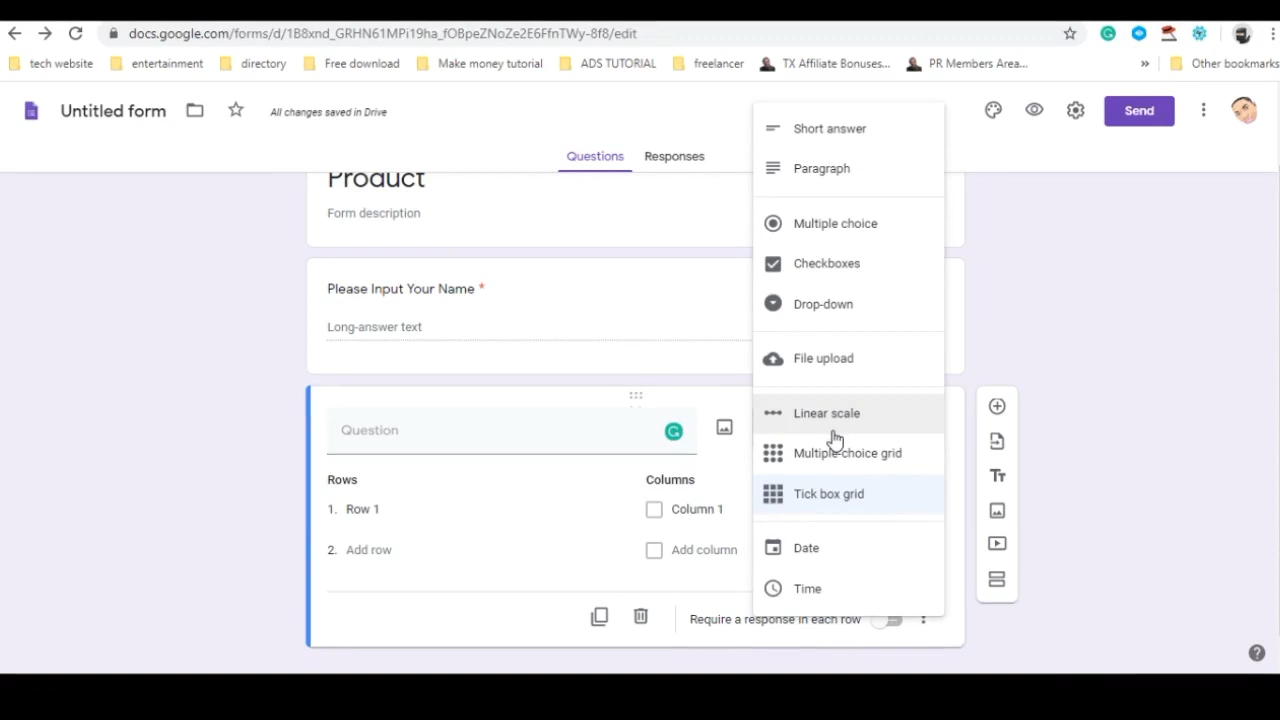 docs.google.com/forms/d/1B8xnd_GRHN61MPi19ha_fOBpeZNoZe2E6FfnTWy-8f8/edit
tech website entertainment directory Free download Make money tutorial ADS TUTORIAL freelancer TX Affiliate Bonuses... PR Members Area... » Other bookmarks
Untitled form All changes saved in Drive Send
Questions Responses
Product
Form description
Please Input Your Name *
Long-answer text
Question
Rows Columns
1. Row 1 Column 1
2. Add row Add column
Require a response in each row
Short answer
Paragraph
Multiple choice
Checkboxes
Drop-down
File upload
Linear scale
Multiple-choice grid
Tick box grid
Date
Time